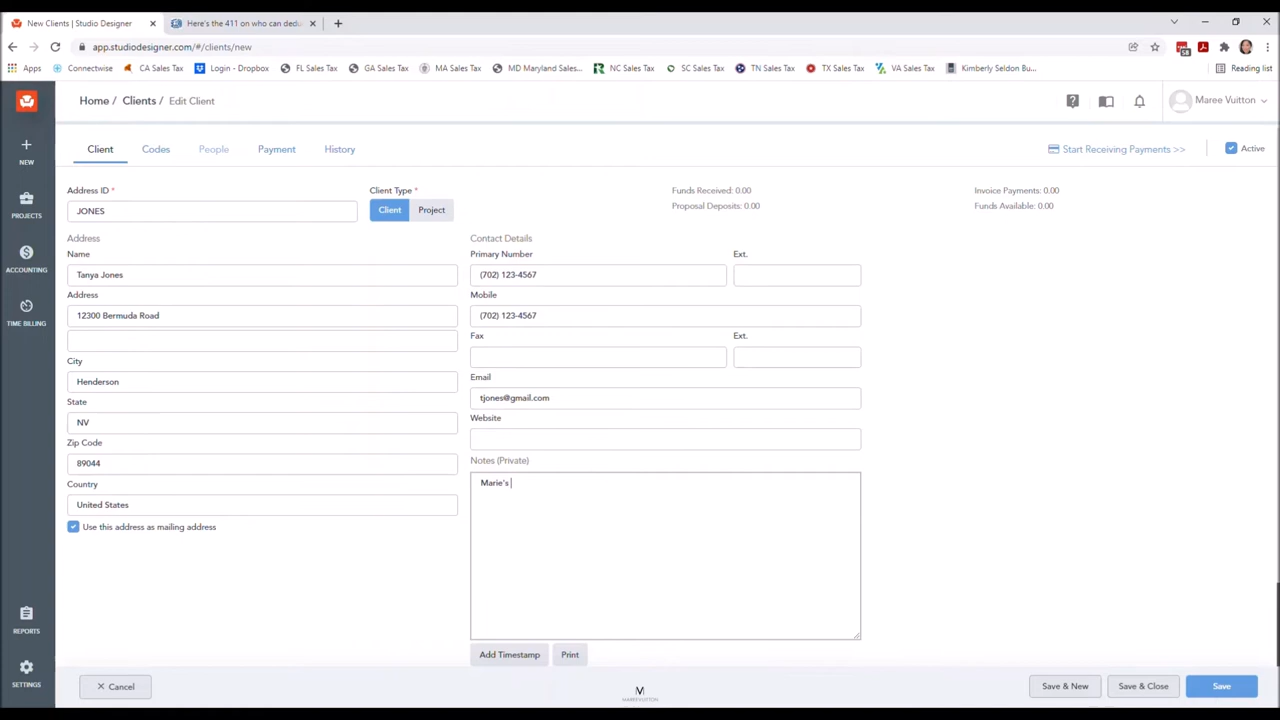 New Clients | Studio Designer
Here's the 411 on who can dedu
app.studiodesigner.com/#/clients/new
58
Apps
Connectwise
CA Sales Tax
Login - Dropbox
FL Sales Tax
GA Sales Tax
MA Sales Tax
MD Maryland Sales...
NC Sales Tax
SC Sales Tax
TN Sales Tax
TX Sales Tax
VA Sales Tax
Kimberly Seldon Bu...
Reading list
Home / Clients / Edit Client
Maree Vuitton
NEW
PROJECTS
ACCOUNTING
TIME BILLING
REPORTS
SETTINGS
Client
Codes
People
Payment
History
Start Receiving Payments >>
Active
Address ID *
JONES
Client Type *
Client
Project
Funds Received: 0.00
Proposal Deposits: 0.00
Invoice Payments: 0.00
Funds Available: 0.00
Address
Name
Tanya Jones
Address
12300 Bermuda Road
City
Henderson
State
NV
Zip Code
89044
Country
United States
Use this address as mailing address
Contact Details
Primary Number
(702) 123-4567
Ext.
Mobile
(702) 123-4567
Fax
Ext.
Email
tjones@gmail.com
Website
Notes (Private)
Marie's
Add Timestamp
Print
Cancel
M
MAREE VUITTON
Save & New
Save & Close
Save